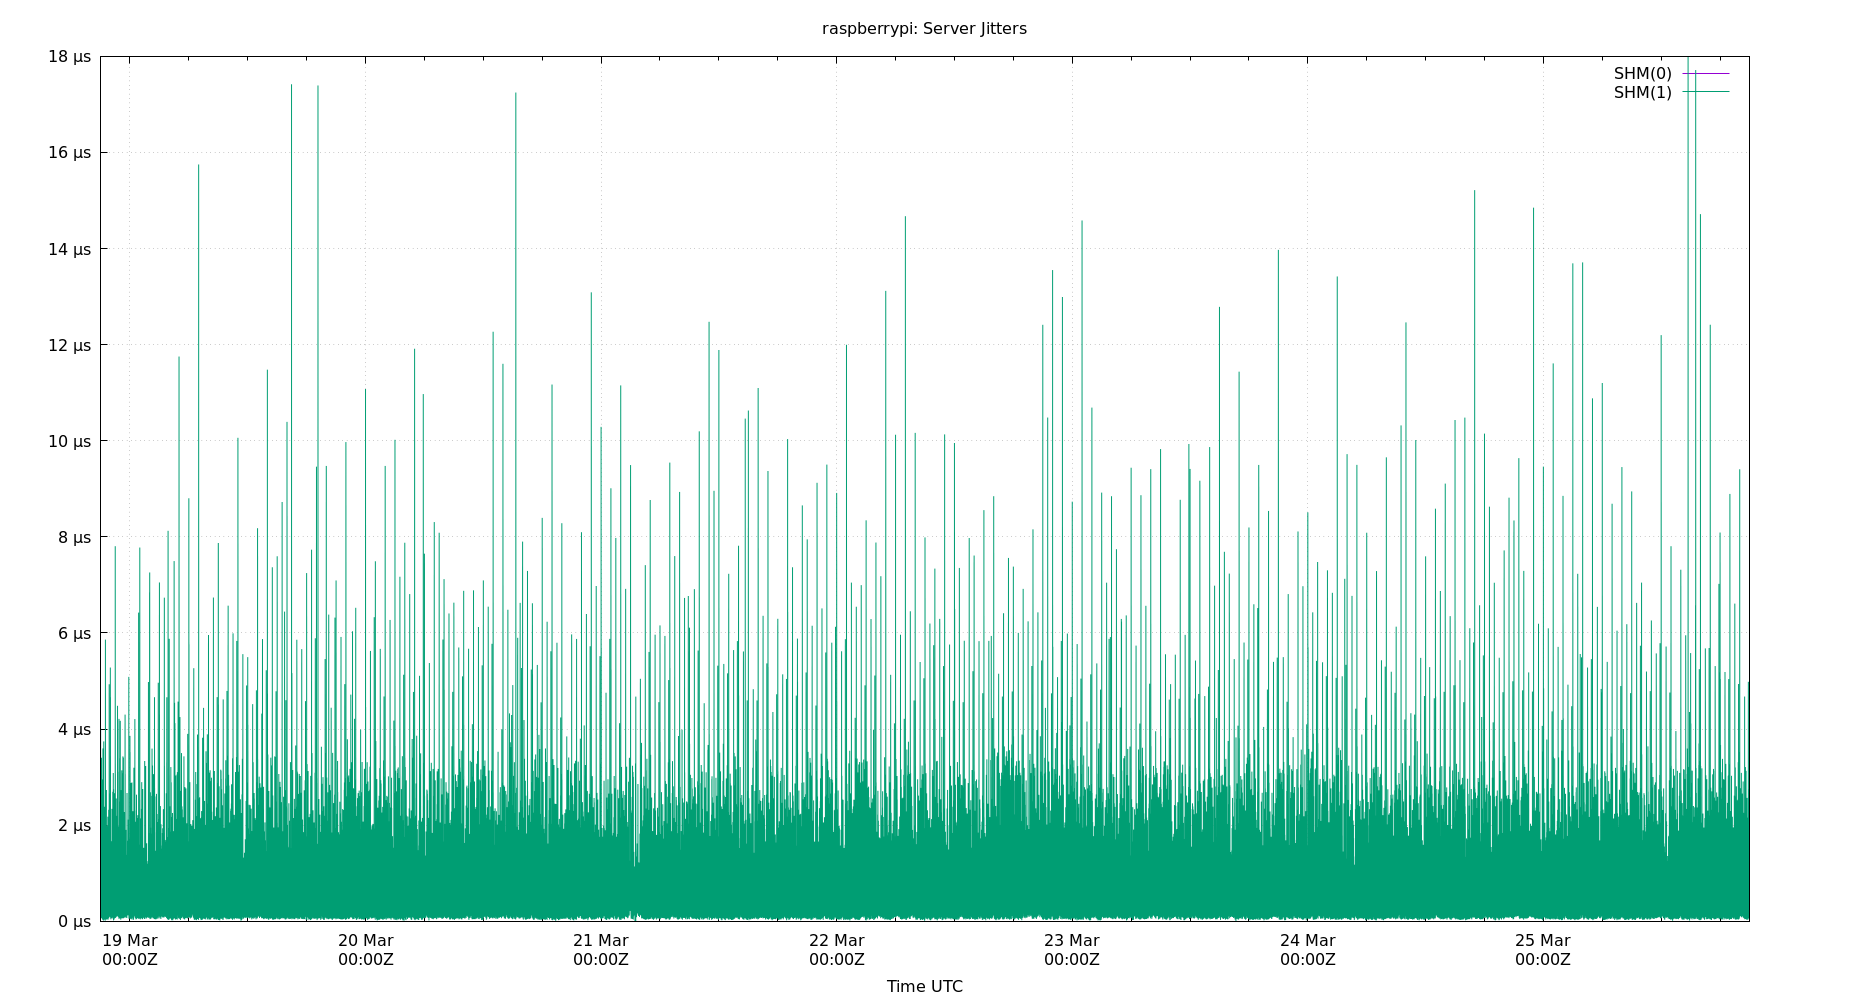 raspberrypi: Server Jitters
18 µs
SHM(0)
SHM(1)
16 µs
14 µs
12 µs
10 µs
8 µs
6 µs
4 µs
2 µs
0 µs
19 Mar 20 Mar 21 Mar 22 Mar 23 Mar 24 Mar 25 Mar
00:00Z 00:00Z 00:00Z 00:00Z 00:00Z 00:00Z 00:00Z
Time UTC